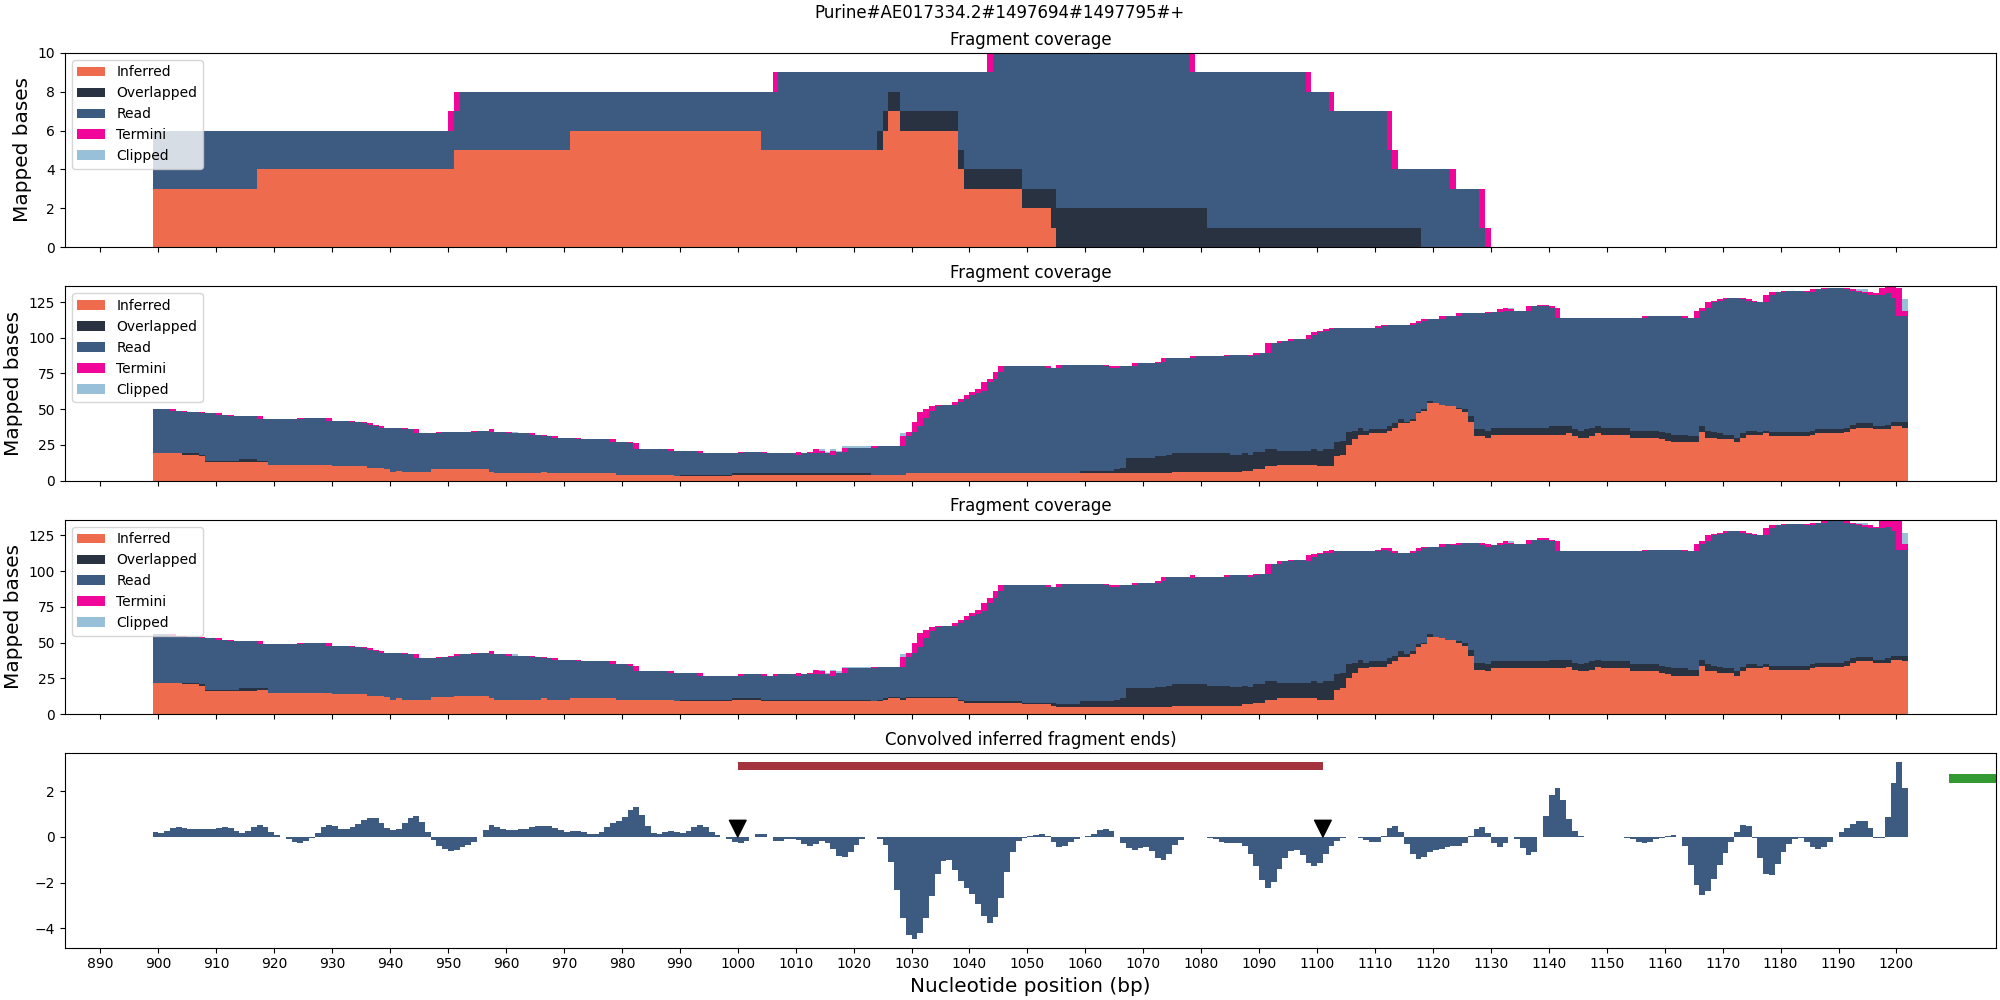 Purine#AE017334.2#1497694#1497795#+
Fragment coverage
Mapped bases
10
8
6
4
2
0
Inferred
Overlapped
Read
Termini
Clipped
Fragment coverage
Mapped bases
125
100
75
50
25
0
Inferred
Overlapped
Read
Termini
Clipped
Fragment coverage
Mapped bases
125
100
75
50
25
0
Inferred
Overlapped
Read
Termini
Clipped
Convolved inferred fragment ends)
2
0
−2
−4
890 900 910 920 930 940 950 960 970 980 990 1000 1010 1020 1030 1040 1050 1060 1070 1080 1090 1100 1110 1120 1130 1140 1150 1160 1170 1180 1190 1200
Nucleotide position (bp)